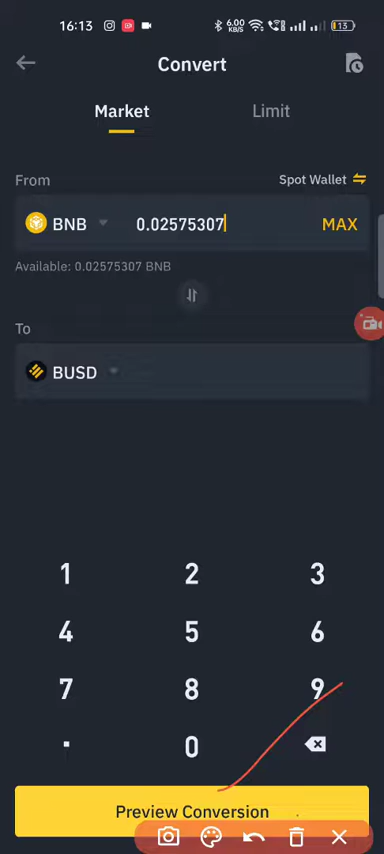 16:13 6.00 KB/S 13
Convert
Market Limit
From Spot Wallet
BNB 0.02575307 MAX
Available: 0.02575307 BNB
To
BUSD
1 2 3
4 5 6
7 8 9
. 0
Preview Conversion